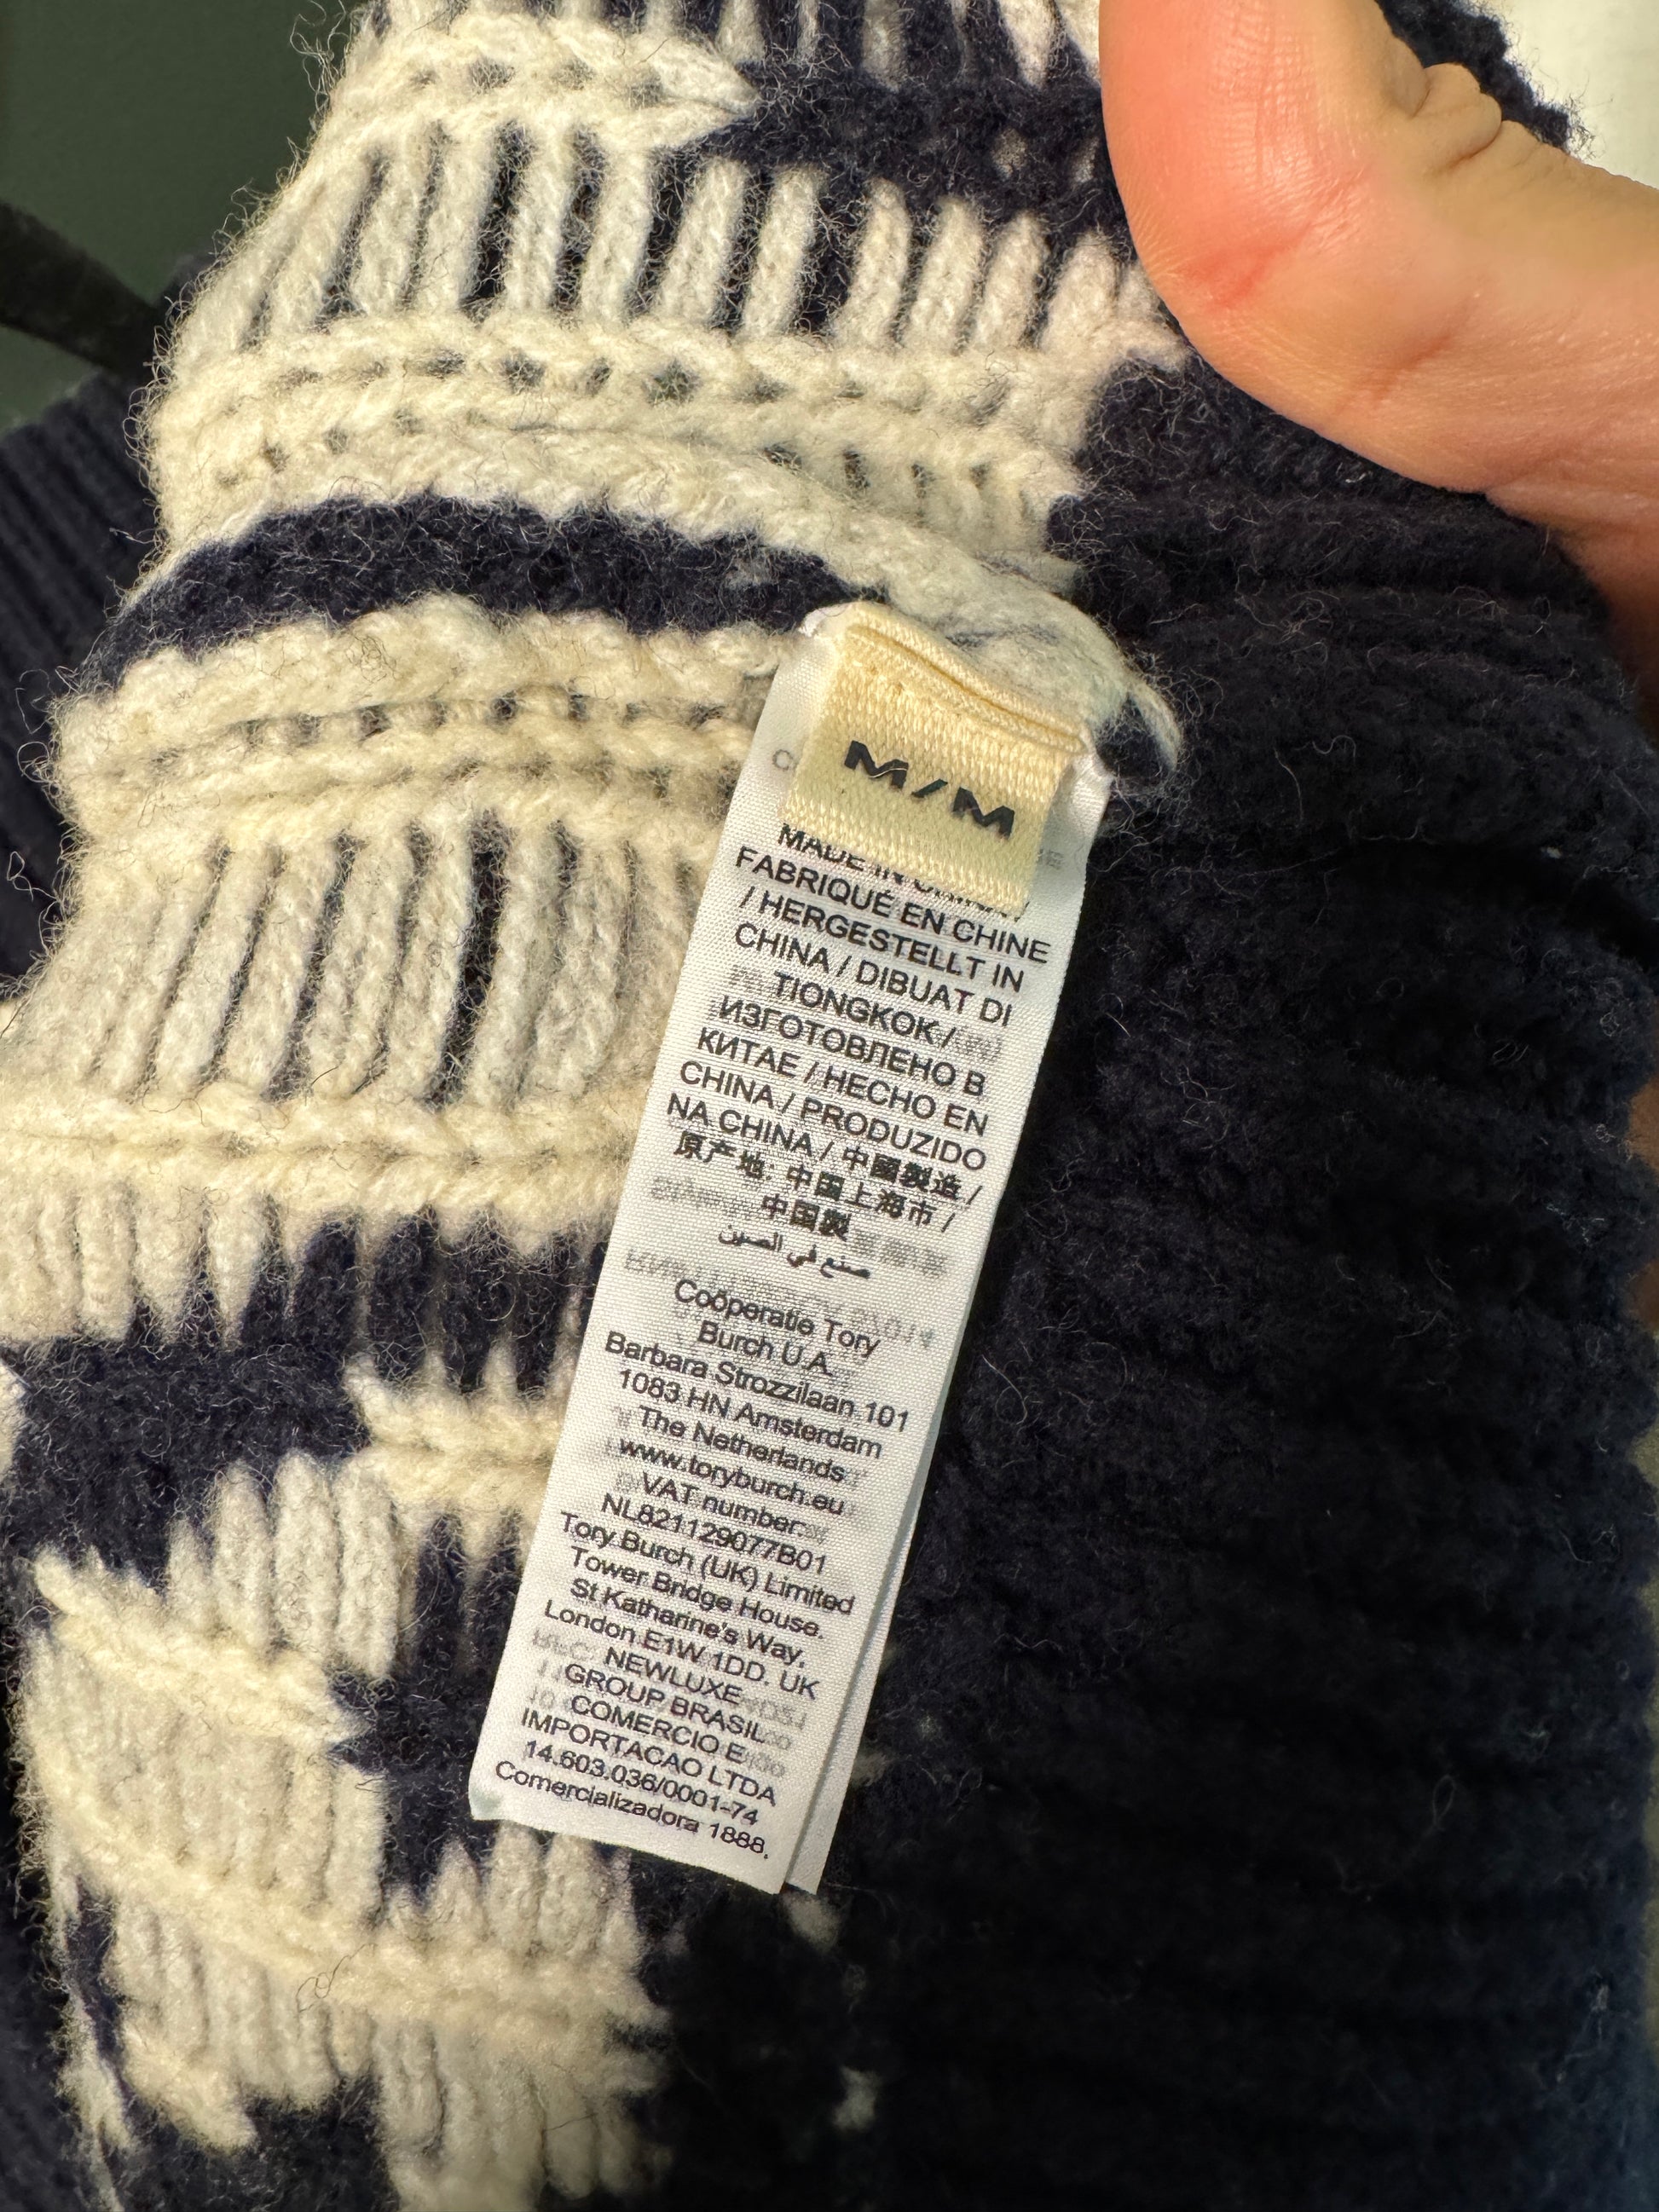 M/M
MADE IN
FABRIQUÉ EN CHINE
/ HERGESTELLT IN
CHINA / DIBUAT DI
TIONGKOK /
ИЗГОТОВЛЕНО В
КИТАЕ / HECHO EN
CHINA / PRODUZIDO
NA CHINA / 中國製造 /
原产地: 中国上海市 /
中国製
صنع في الصين
Coöperatie Tory
Burch U.A.
Barbara Strozzilaan 101
1083 HN Amsterdam
The Netherlands
www.toryburch.eu
VAT number:
NL821129077B01
Tory Burch (UK) Limited
Tower Bridge House.
St Katharine's Way,
London E1W 1DD. UK
NEWLUXE
GROUP BRASIL
COMERCIO E
IMPORTACAO LTDA
14.603.036/0001-74
Comercializadora 1888,